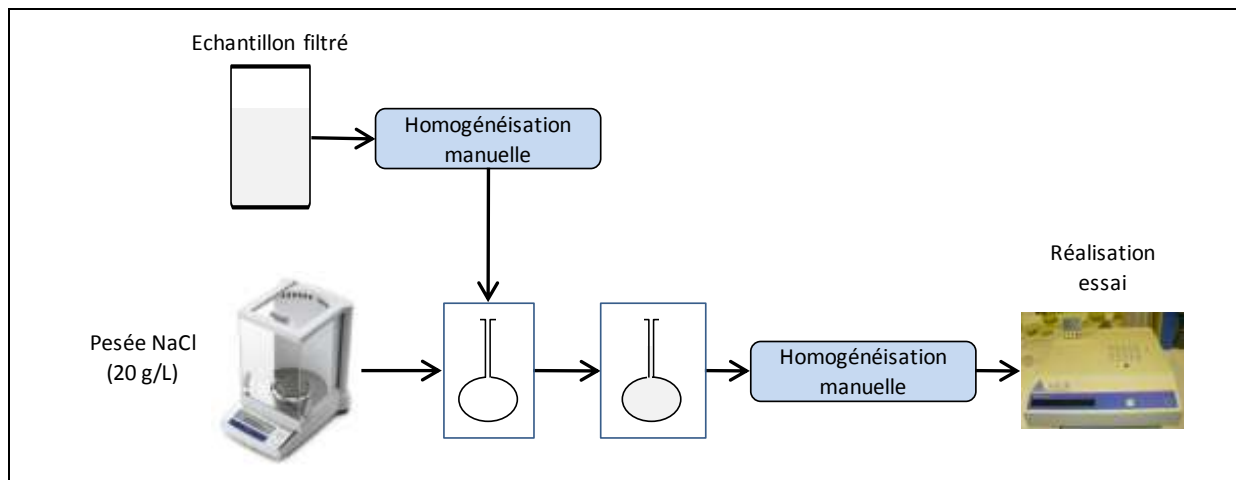 Echantillon filtré
Homogénéisation
manuelle
Réalisation
essai
Pesée NaCl
(20 g/L)
Homogénéisation
manuelle